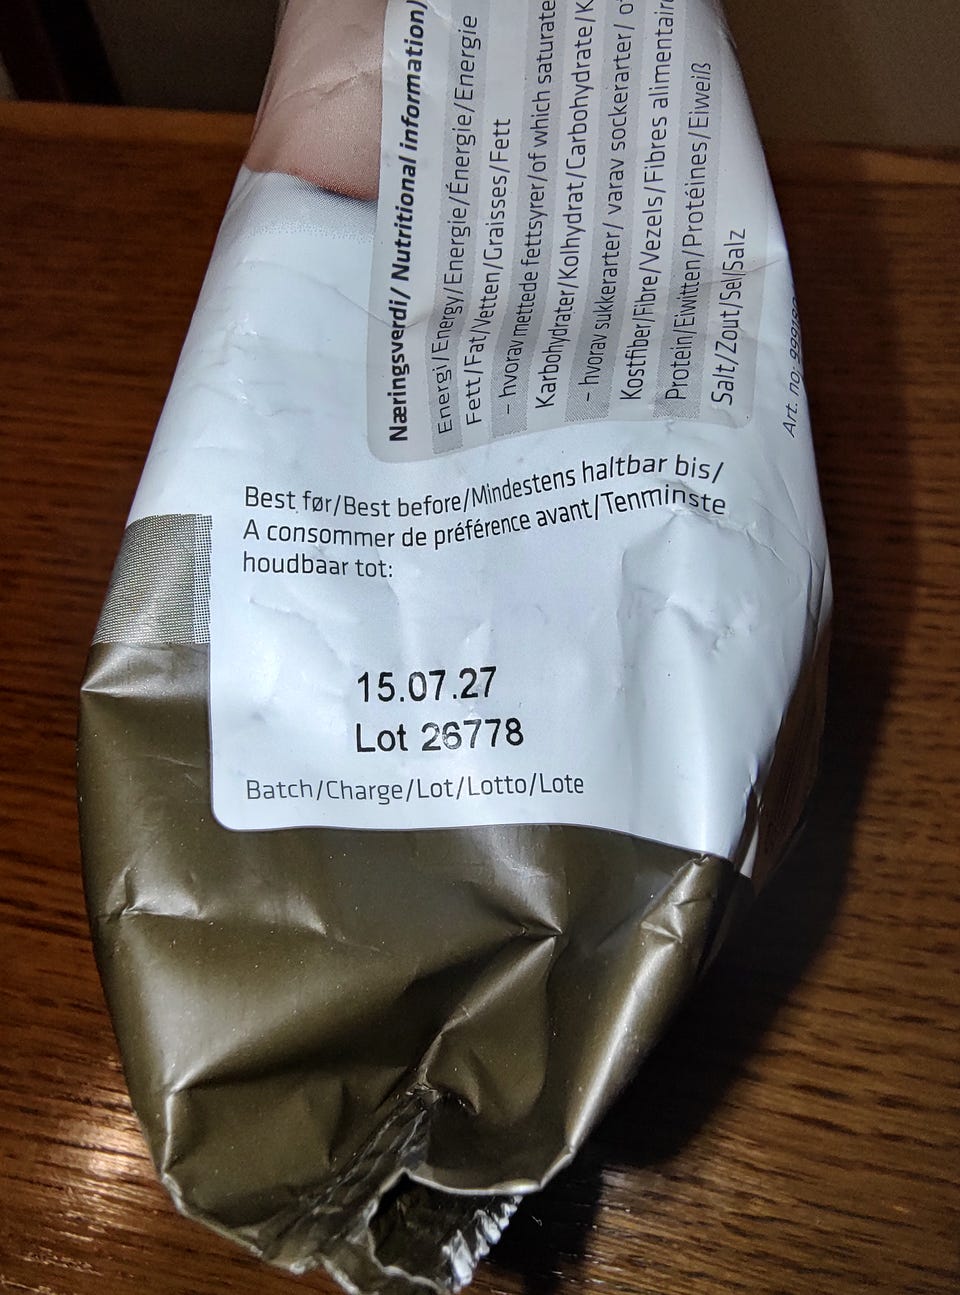 Næringsverdi/ Nutritional information/
Energi/Energy/Energie/Énergie/Energie
Fett/Fat/Vetten/Graisses/Fett
- hvorav mettede fettsyrer/of which saturate
Karbohydrater/Kolhydrat/Carbohydrate/K
- hvorav sukkerarter/ varav sockerarter/ o
Kostfiber/Fibre/Vezels/Fibres alimentaire
Protein/Eiwitten/Protéines/Eiweiß
Salt/Zout/Sel/Salz
Art. no:
Best før/Best before/Mindestens haltbar bis/
A consommer de préférence avant/Tenminste
houdbaar tot:
15.07.27
Lot 26778
Batch/Charge/Lot/Lotto/Lote